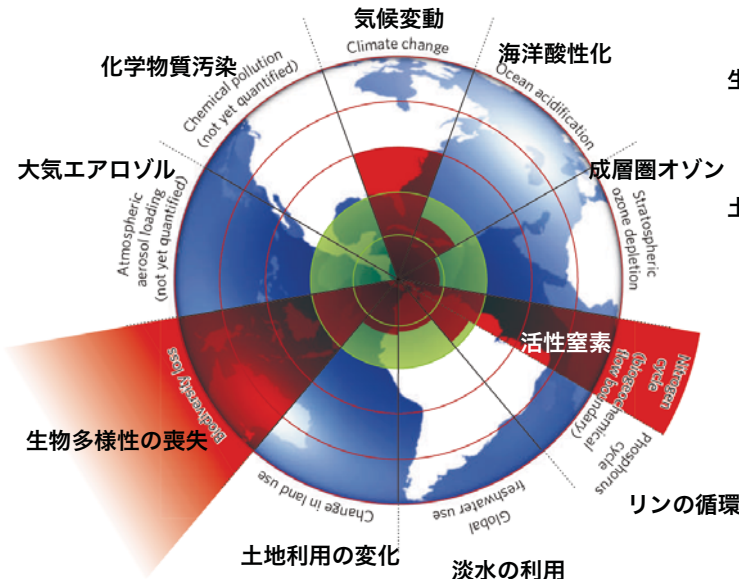 気候変動
Climate change
化学物質汚染
Chemical pollution
(not yet quantified)
海洋酸性化
Ocean acidification
生
大気エアロゾル
Atmospheric
aerosol loading
(not yet quantified)
成層圏オゾン
Stratospheric
ozone depletion
土
活性窒素
Nitrogen
cycle
(biogeochemical
flow boundary)
Phosphorus
cycle
リンの循環
生物多様性の喪失
Biodiversity loss
土地利用の変化
Change in land use
淡水の利用
Global
freshwater use